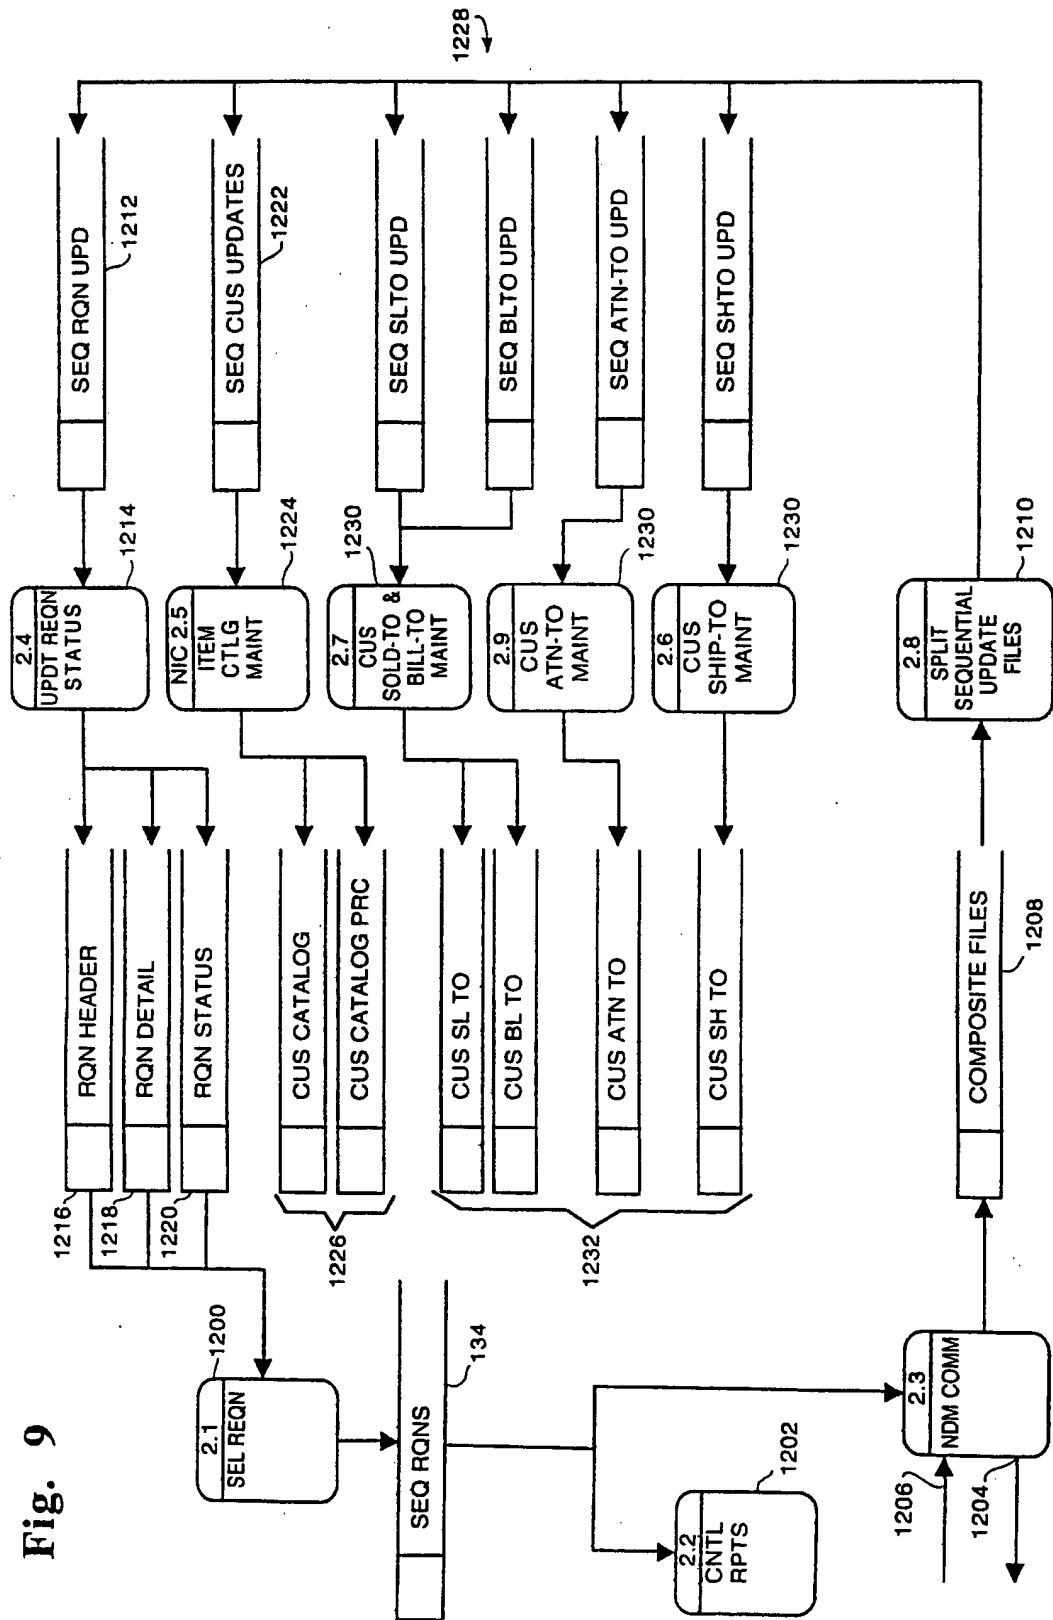 Fig. 9
2.1
SEL REQN
1200
SEQ RQNS
134
2.2
CNTL
RPTS
1202
2.3
NDM COMM
1206
1204
1216
RQN HEADER
1218
RQN DETAIL
1220
RQN STATUS
CUS CATALOG
CUS CATALOG PRC
1226
CUS SL TO
CUS BL TO
CUS ATN TO
CUS SH TO
1232
COMPOSITE FILES
1208
2.4
UPDT REQN
STATUS
1214
NIC 2.5
ITEM
CTLG
MAINT
1224
2.7
CUS
SOLD-TO &
BILL-TO
MAINT
1230
2.9
CUS
ATN-TO
MAINT
1230
2.6
CUS
SHIP-TO
MAINT
1230
2.8
SPLIT
SEQUENTIAL
UPDATE
FILES
1210
SEQ RQN UPD
1212
SEQ CUS UPDATES
1222
SEQ SLTO UPD
SEQ BLTO UPD
SEQ ATN-TO UPD
SEQ SHTO UPD
1228